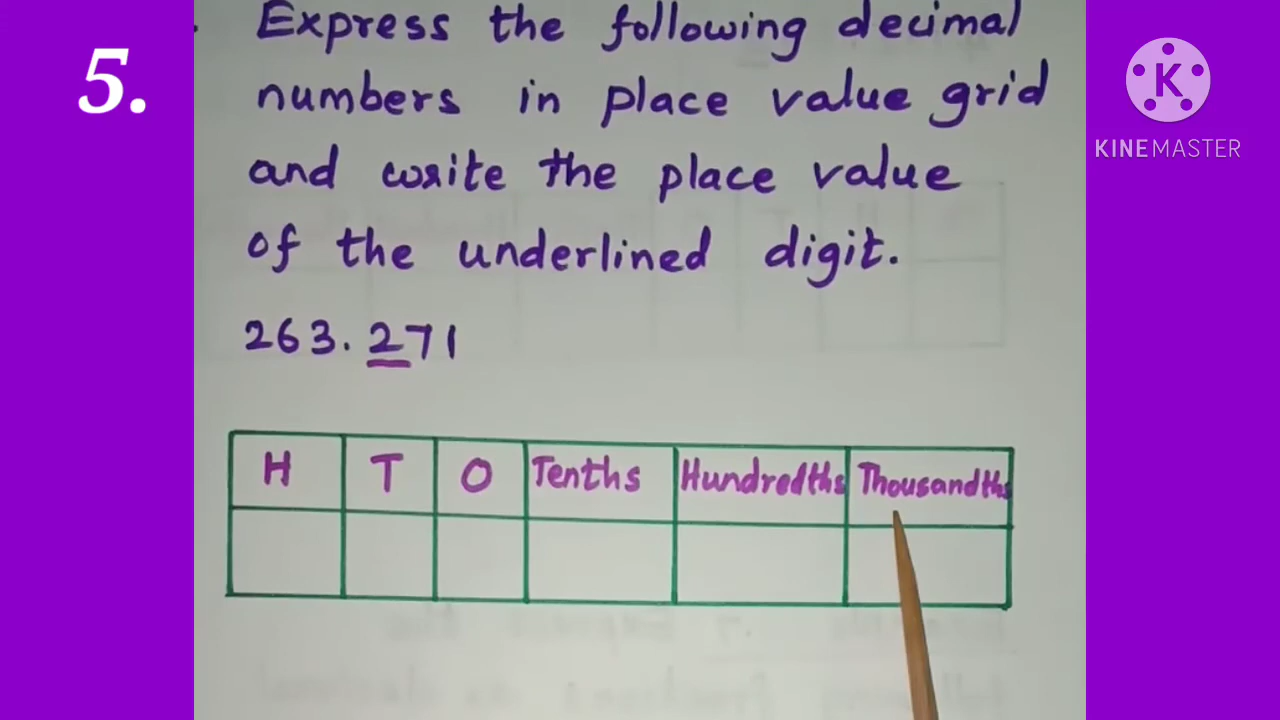 5.
Express the following decimal
numbers in place value grid
and write the place value
of the underlined digit.
263.271
H T O Tenths Hundredths Thousandths
K
KINEMASTER